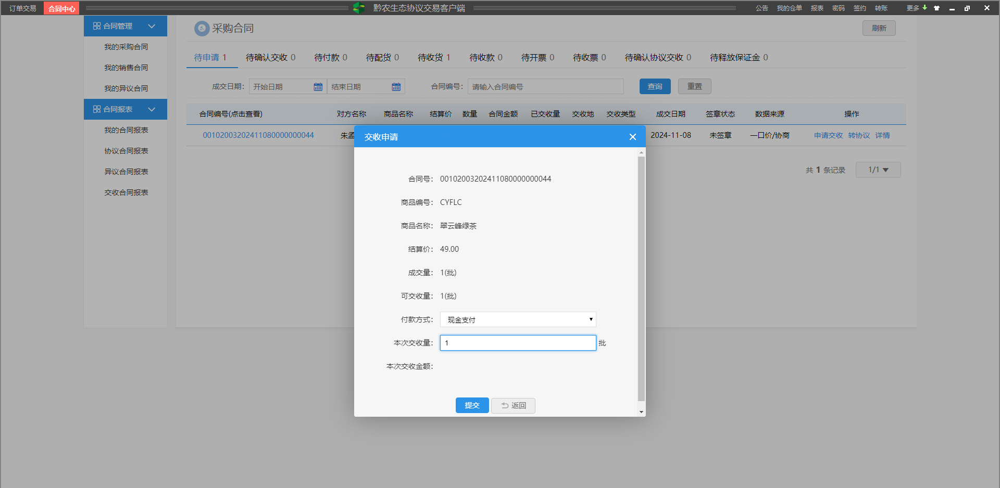 订单交易 合同中心 黔农生态协议交易客户端 公告 我的仓单 报表 密码 签约 转账 更多
合同管理
我的采购合同
我的销售合同
我的异议合同
合同报表
我的合同报表
协议合同报表
异议合同报表
交收合同报表
采购合同 刷新
待申请 1 待确认交收 0 待付款 0 待配货 0 待收货 1 待收款 0 待开票 0 待收票 0 待确认协议交收 0 待释放保证金 0
成交日期: 开始日期 结束日期 合同编号: 请输入合同编号 查询 重置
合同编号(点击查看) 对方名称 商品名称 结算价 数量 合同金额 已交收量 交收地 交收类型 成交日期 签章状态 数据来源 操作
00102003202411080000000044 朱孟 2024-11-08 未签章 一口价/协商 申请交收 转协议 详情
共 1 条记录 1/1
交收申请
合同号: 00102003202411080000000044
商品编号: CYFLC
商品名称: 翠云峰绿茶
结算价: 49.00
成交量: 1(批)
可交收量: 1(批)
付款方式: 现金支付
本次交收量: 1 批
本次交收金额:
提交 返回